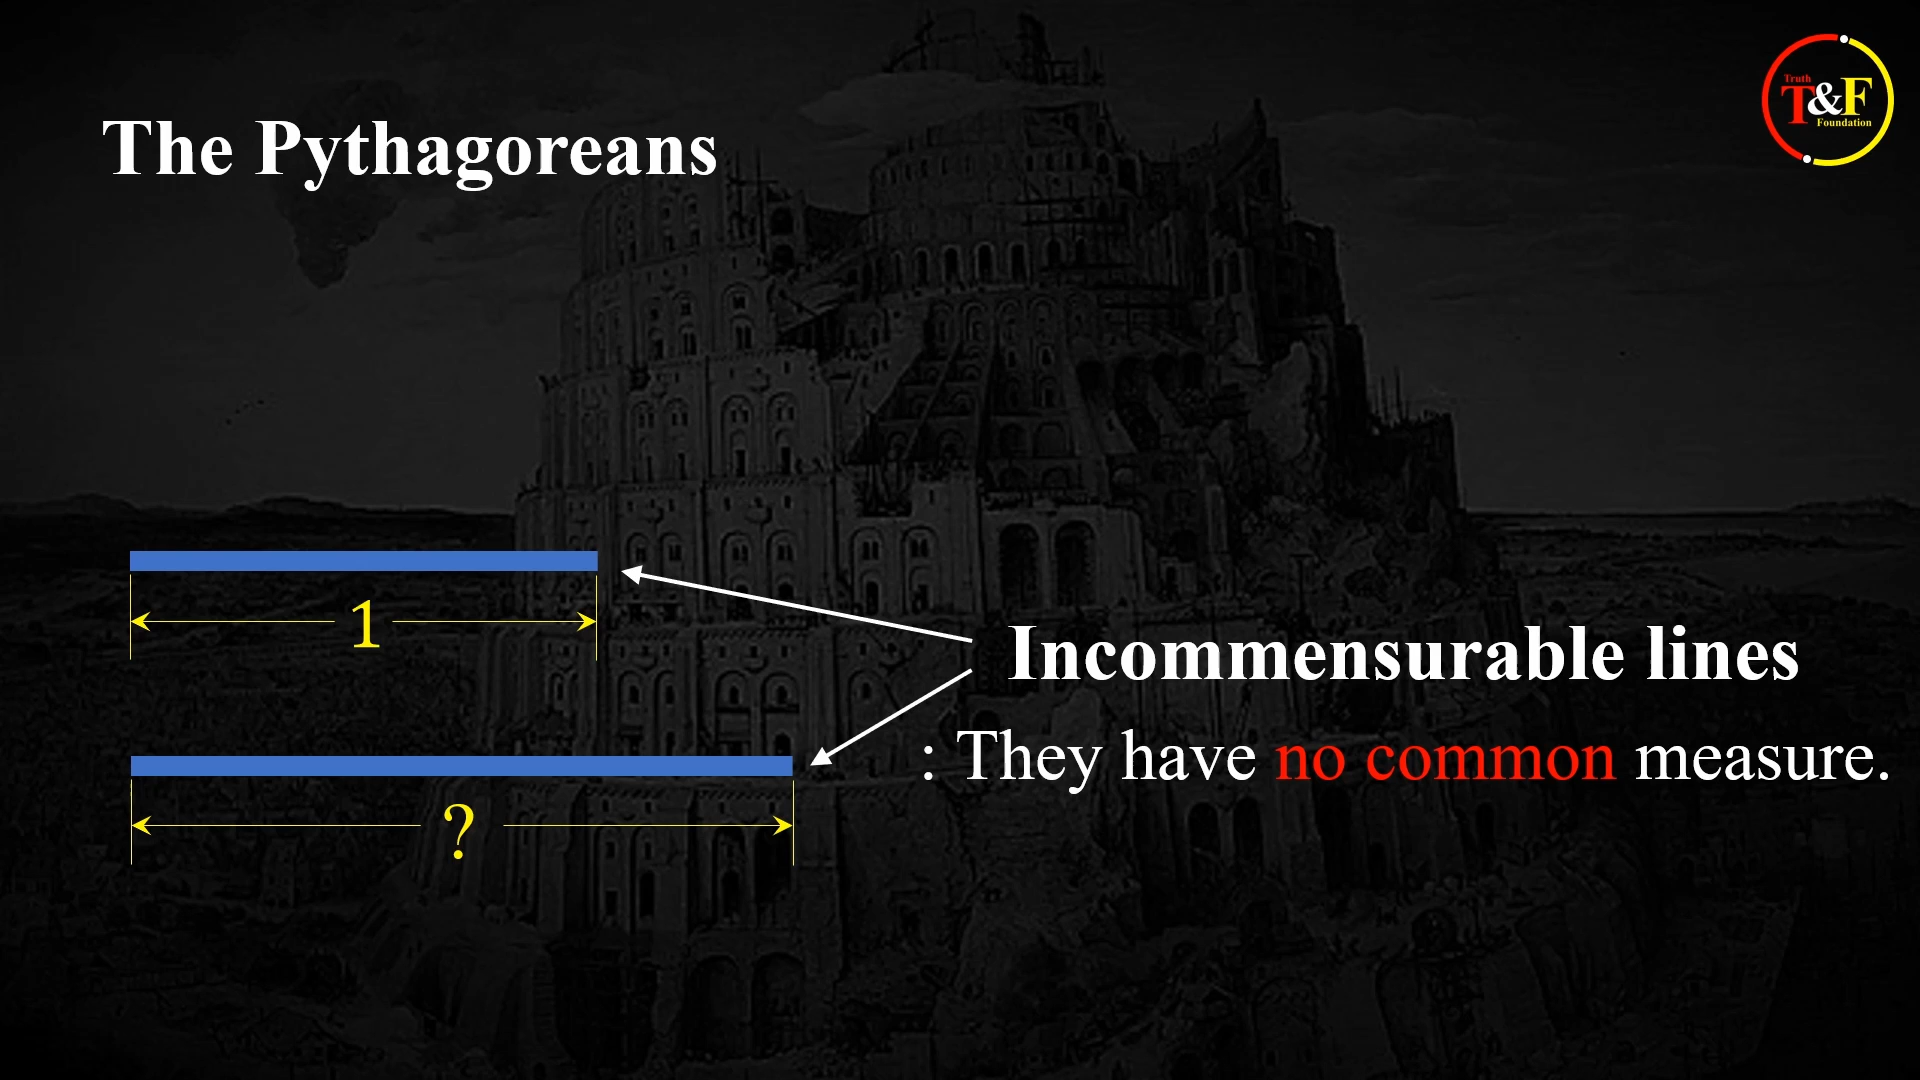 Truth
T&F
Foundation
The Pythagoreans
1
Incommensurable lines
: They have no common measure.
?